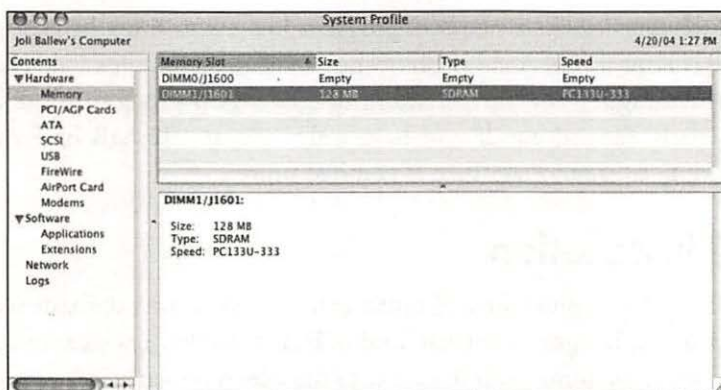 System Profile
Joli Ballew's Computer 4/20/04 1:27 PM
Contents
Hardware
Memory
PCI/AGP Cards
ATA
SCSI
USB
FireWire
AirPort Card
Modems
Software
Applications
Extensions
Network
Logs
Memory Slot Size Type Speed
DIMM0/J1600 Empty Empty Empty
DIMM1/J1601 128 MB SDRAM PC133U-333
DIMM1/J1601:
Size: 128 MB
Type: SDRAM
Speed: PC133U-333